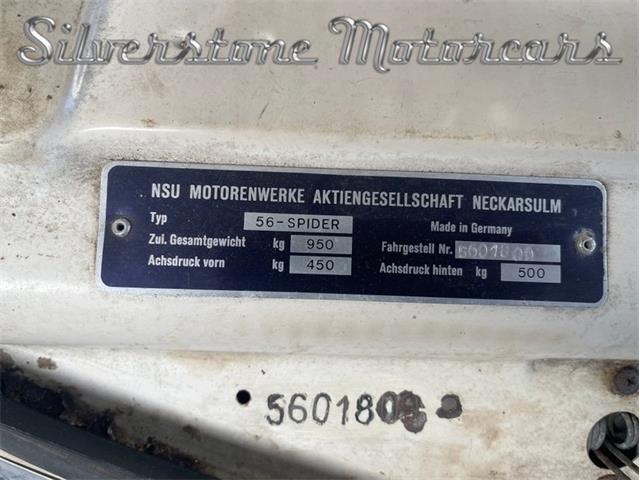 Silverstone Motorcars
NSU MOTORENWERKE AKTIENGESELLSCHAFT NECKARSULM
Typ 56-SPIDER Made in Germany
Zul. Gesamtgewicht kg 950 Fahrgestell Nr.
Achsdruck vorn kg 450 Achsdruck hinten kg 500